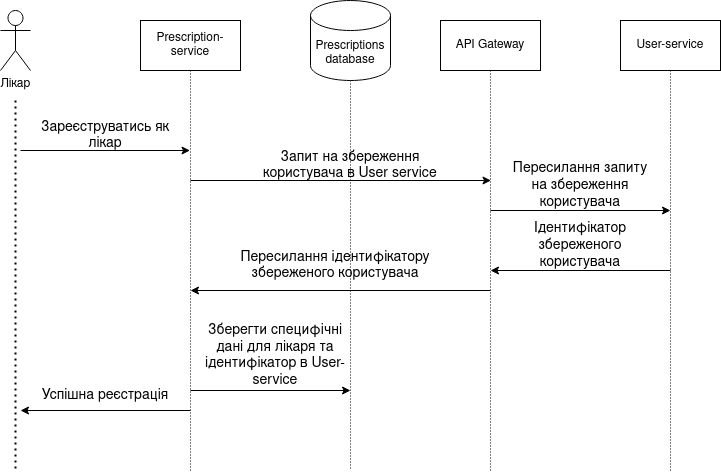 Prescription-
service
Prescriptions
database
API Gateway
User-service
Лікар
Зареєструватись як
лікар
Запит на збереження
користувача в User service
Пересилання запиту
на збереження
користувача
Ідентифікатор
збереженого
користувача
Пересилання ідентифікатору
збереженого користувача
Зберегти специфічні
дані для лікаря та
ідентифікатор в User-
service
Успішна реєстрація